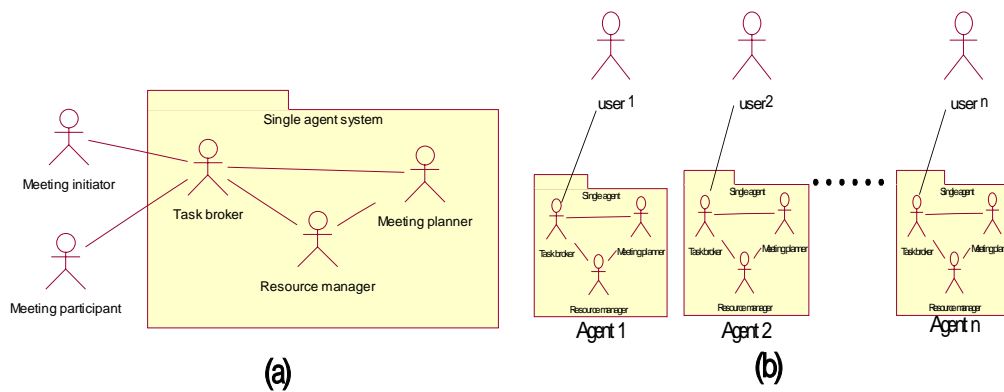 Single agent system
Meeting initiator
Task broker
Meeting planner
Resource manager
Meeting participant
(a)
user 1
user2
user n
Single agent
Task broker
Meeting planner
Resource manager
Agent 1
Single agent
Task broker
Meeting planner
Resource manager
Agent 2
Single agent
Task broker
Meeting plann
Resource manager
Agent n
(b)